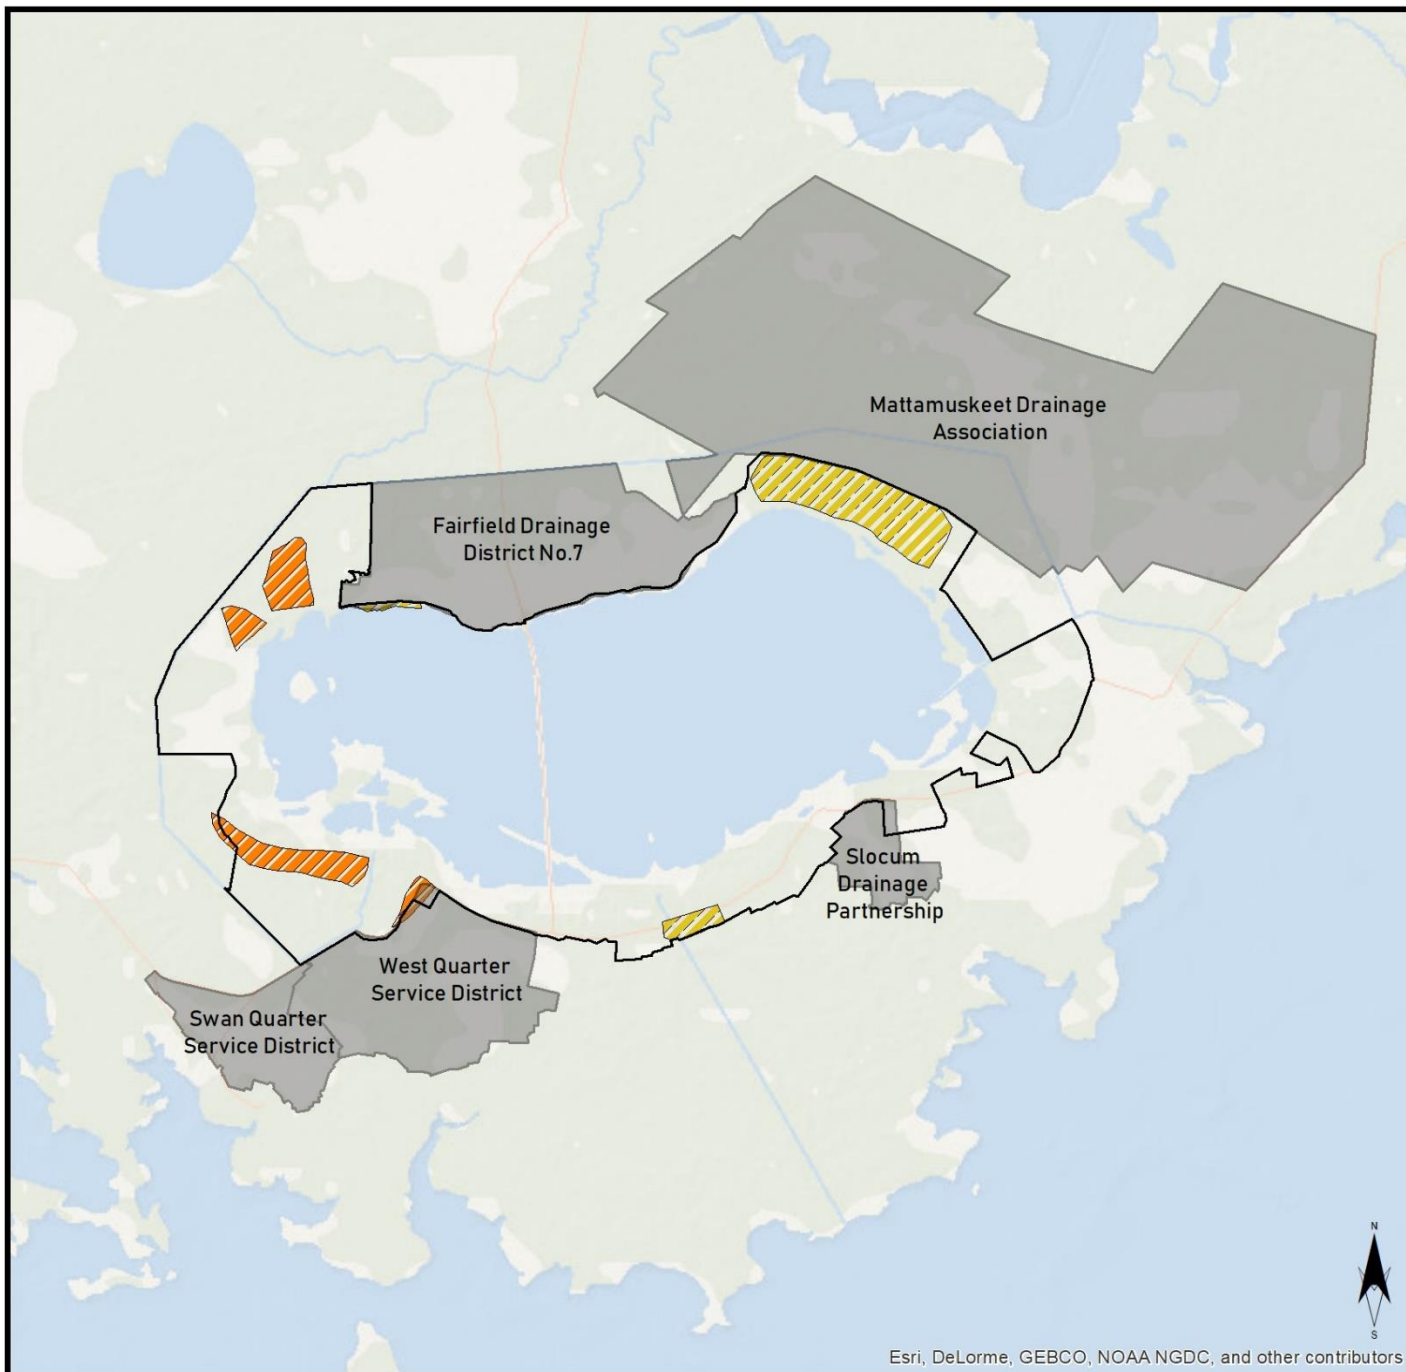 Mattamuskeet Drainage
Association
Fairfield Drainage
District No.7
Slocum
Drainage
Partnership
West Quarter
Service District
Swan Quarter
Service District
N
S
Esri, DeLorme, GEBCO, NOAA NGDC, and other contributors